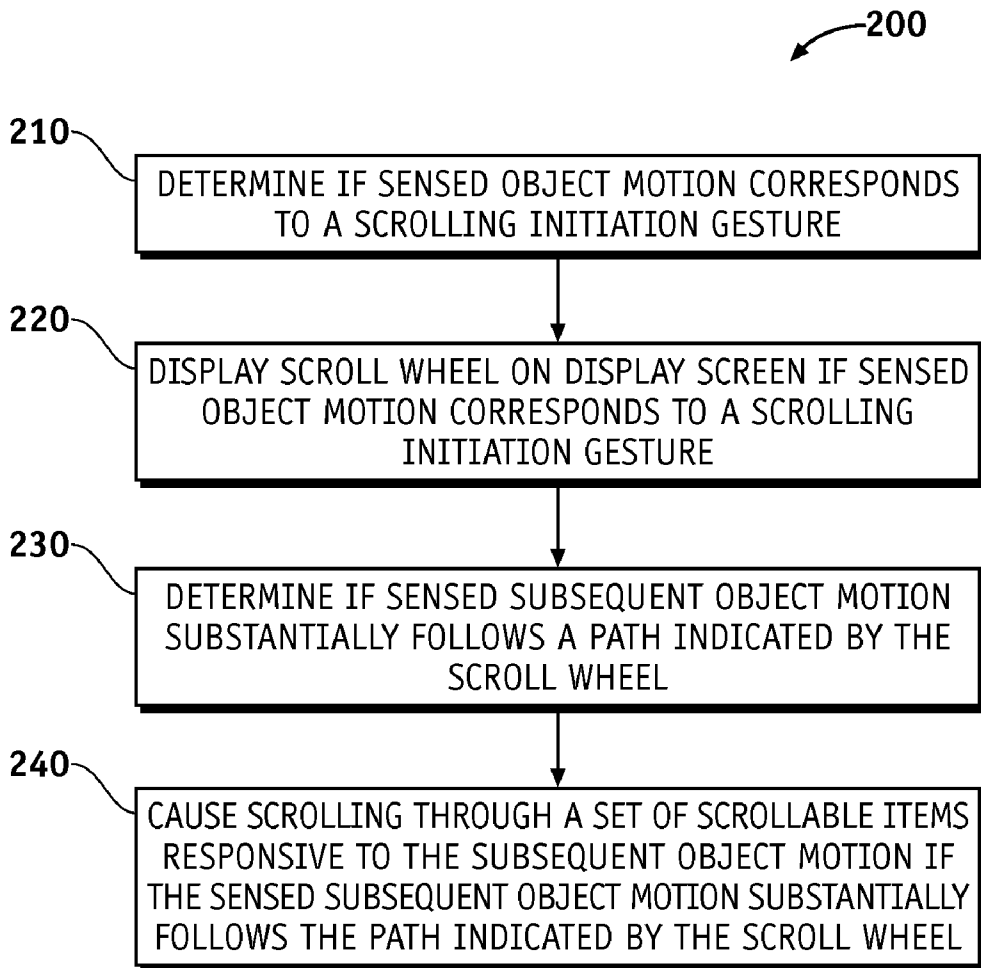 200
210
DETERMINE IF SENSED OBJECT MOTION CORRESPONDS
TO A SCROLLING INITIATION GESTURE
220
DISPLAY SCROLL WHEEL ON DISPLAY SCREEN IF SENSED
OBJECT MOTION CORRESPONDS TO A SCROLLING
INITIATION GESTURE
230
DETERMINE IF SENSED SUBSEQUENT OBJECT MOTION
SUBSTANTIALLY FOLLOWS A PATH INDICATED BY THE
SCROLL WHEEL
240
CAUSE SCROLLING THROUGH A SET OF SCROLLABLE ITEMS
RESPONSIVE TO THE SUBSEQUENT OBJECT MOTION IF
THE SENSED SUBSEQUENT OBJECT MOTION SUBSTANTIALLY
FOLLOWS THE PATH INDICATED BY THE SCROLL WHEEL